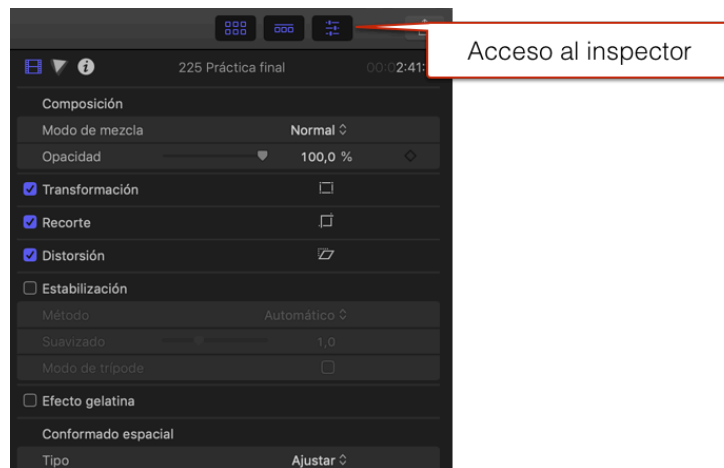 Acceso al inspector
225 Práctica final 00:02:41:
Composición
Modo de mezcla Normal
Opacidad 100,0 %
Transformación
Recorte
Distorsión
Estabilización
Método Automático
Suavizado 1,0
Modo de trípode
Efecto gelatina
Conformado espacial
Tipo Ajustar